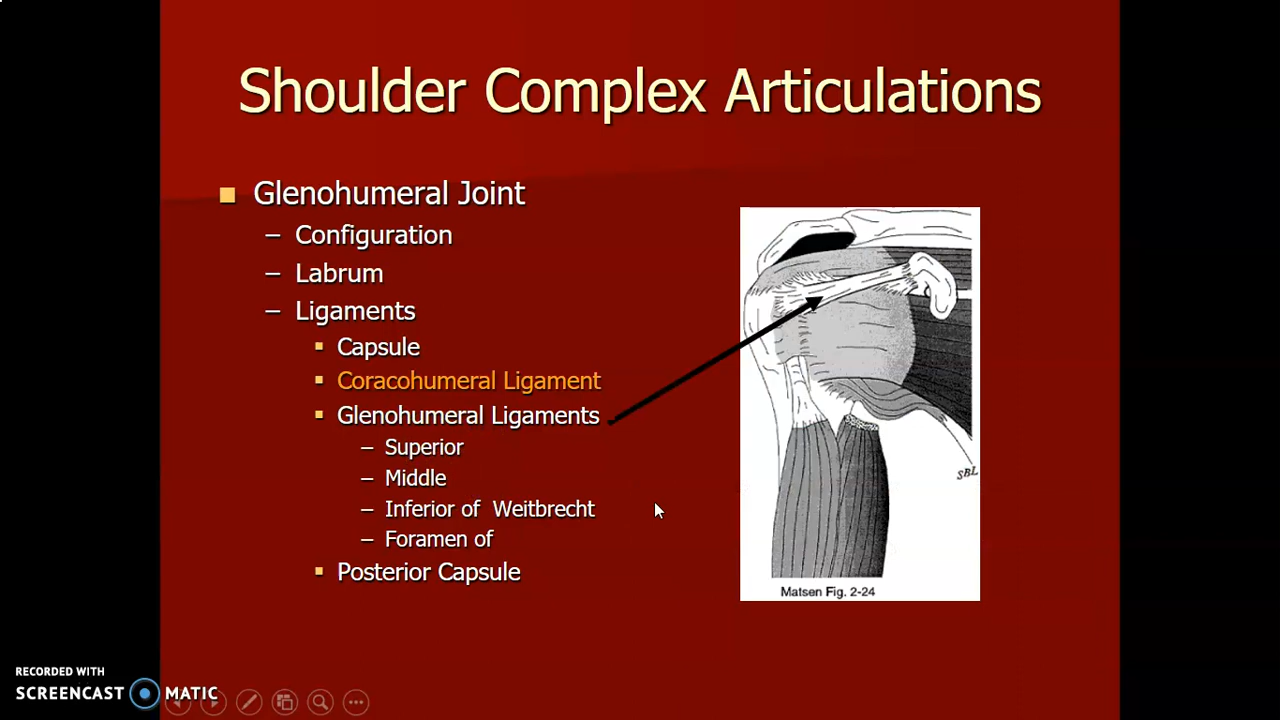 Shoulder Complex Articulations
■ Glenohumeral Joint
– Configuration
– Labrum
– Ligaments
▪ Capsule
▪ Coracohumeral Ligament
▪ Glenohumeral Ligaments
– Superior
– Middle
– Inferior of Weitbrecht
– Foramen of
▪ Posterior Capsule
SBL
Matsen Fig. 2-24
RECORDED WITH
SCREENCAST MATIC